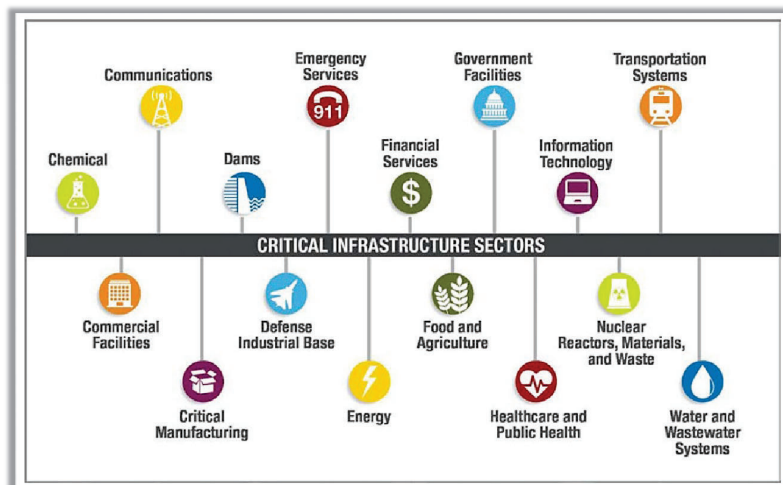 Communications
Emergency
Services
911
Government
Facilities
Transportation
Systems
Chemical
Dams
Financial
Services
$
Information
Technology
CRITICAL INFRASTRUCTURE SECTORS
Commercial
Facilities
Defense
Industrial Base
Food and
Agriculture
Nuclear
Reactors, Materials,
and Waste
Critical
Manufacturing
Energy
Healthcare and
Public Health
Water and
Wastewater
Systems